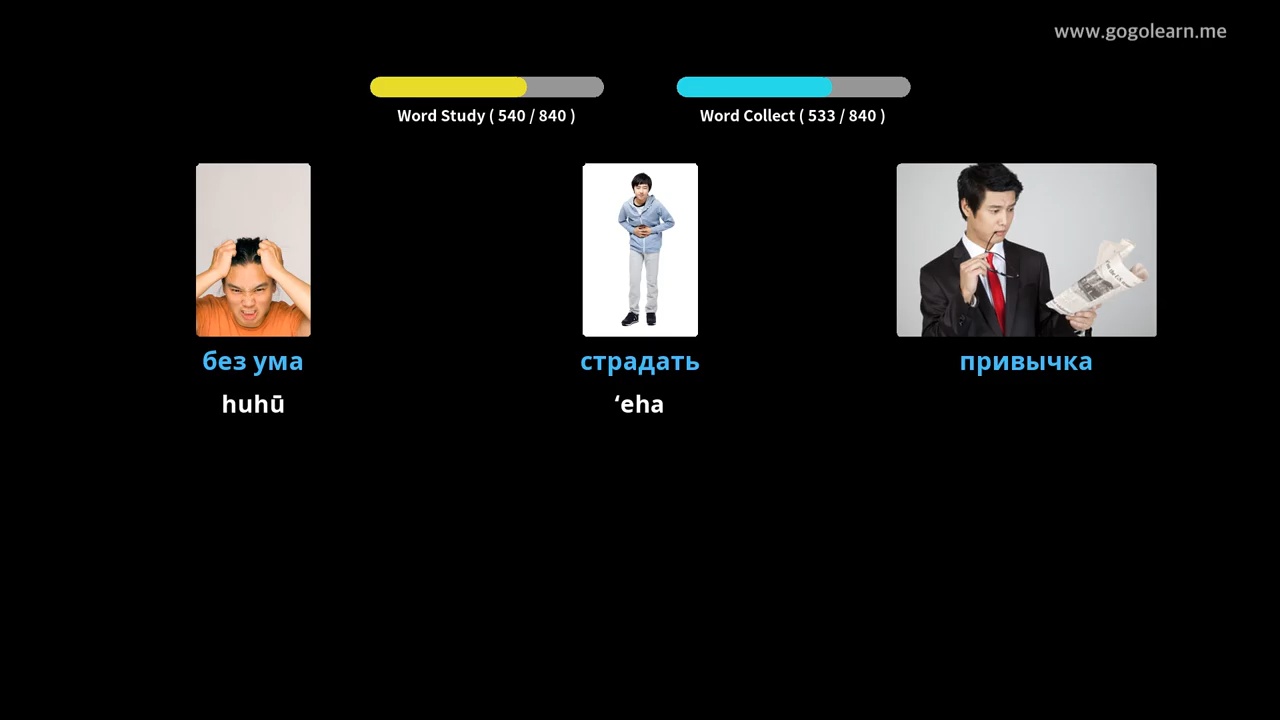 www.gogolearn.me
Word Study ( 540 / 840 )
Word Collect ( 533 / 840 )
без ума
страдать
привычка
huhū
ʻeha